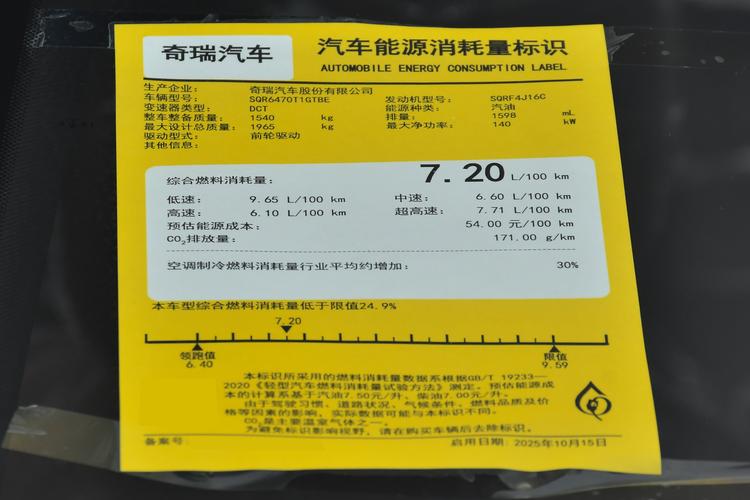 奇瑞汽车
汽车能源消耗量标识
AUTOMOBILE ENERGY CONSUMPTION LABEL
生产企业： 奇瑞汽车股份有限公司
车辆型号： SQR6470T1GTBE 发动机型号： SQRF4J16C
变速器类型： DCT 能源种类： 汽油
整车整备质量： 1540 kg 排量： 1598 mL
最大设计总质量： 1965 kg 最大净功率： 140 kW
驱动型式： 前轮驱动
其他信息：
综合燃料消耗量： 7.20 L/100 km
低速： 9.65 L/100 km 中速： 6.60 L/100 km
高速： 6.10 L/100 km 超高速： 7.71 L/100 km
预估能源成本： 54.00 元/100 km
CO₂排放量： 171.00 g/km
空调制冷燃料消耗量行业平均约增加： 30%
本车型综合燃料消耗量低于限值24.9%
7.20
领跑值 限值
6.40 9.59
本标识所采用的燃料消耗量数据系根据GB/T 19233—
2020《轻型汽车燃料消耗量试验方法》测定。预估能源成
本的计算系基于汽油7.50元/升、柴油7.00元/升。
由于驾驶习惯、道路状况、气候条件、燃料品质及价
格等因素的影响，实际数据可能与本标识不同。
CO₂是主要温室气体之一。
为避免标识影响视野，请在购买车辆后去除标识。
备案号： 启用日期：2025年10月15日